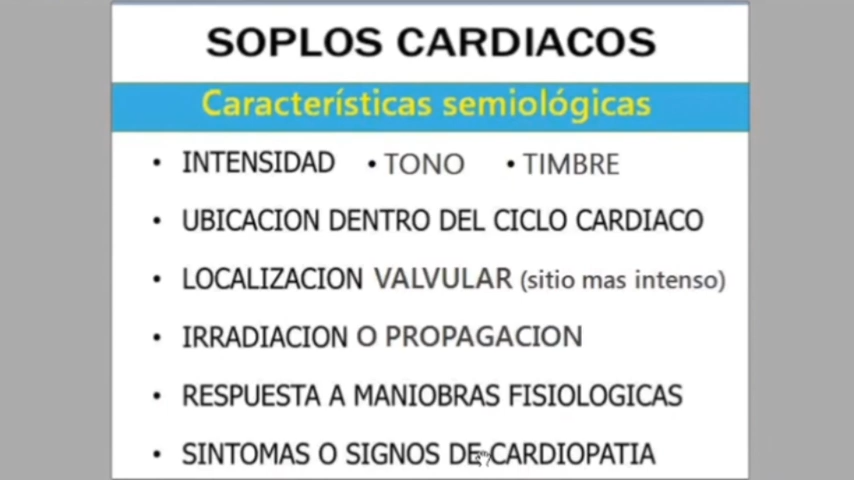 SOPLOS CARDIACOS
Características semiológicas
• INTENSIDAD • TONO • TIMBRE
• UBICACION DENTRO DEL CICLO CARDIACO
• LOCALIZACION VALVULAR (sitio mas intenso)
• IRRADIACION O PROPAGACION
• RESPUESTA A MANIOBRAS FISIOLOGICAS
• SINTOMAS O SIGNOS DE CARDIOPATIA